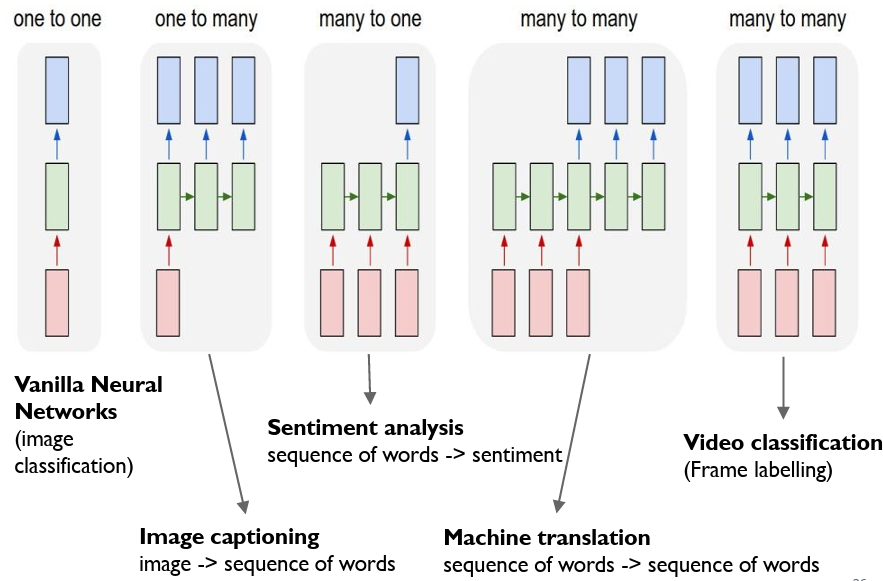 one to one
one to many
many to one
many to many
many to many
Vanilla Neural
Networks
(image
classification)
Sentiment analysis
sequence of words -> sentiment
Video classification
(Frame labelling)
Image captioning
image -> sequence of words
Machine translation
sequence of words -> sequence of words